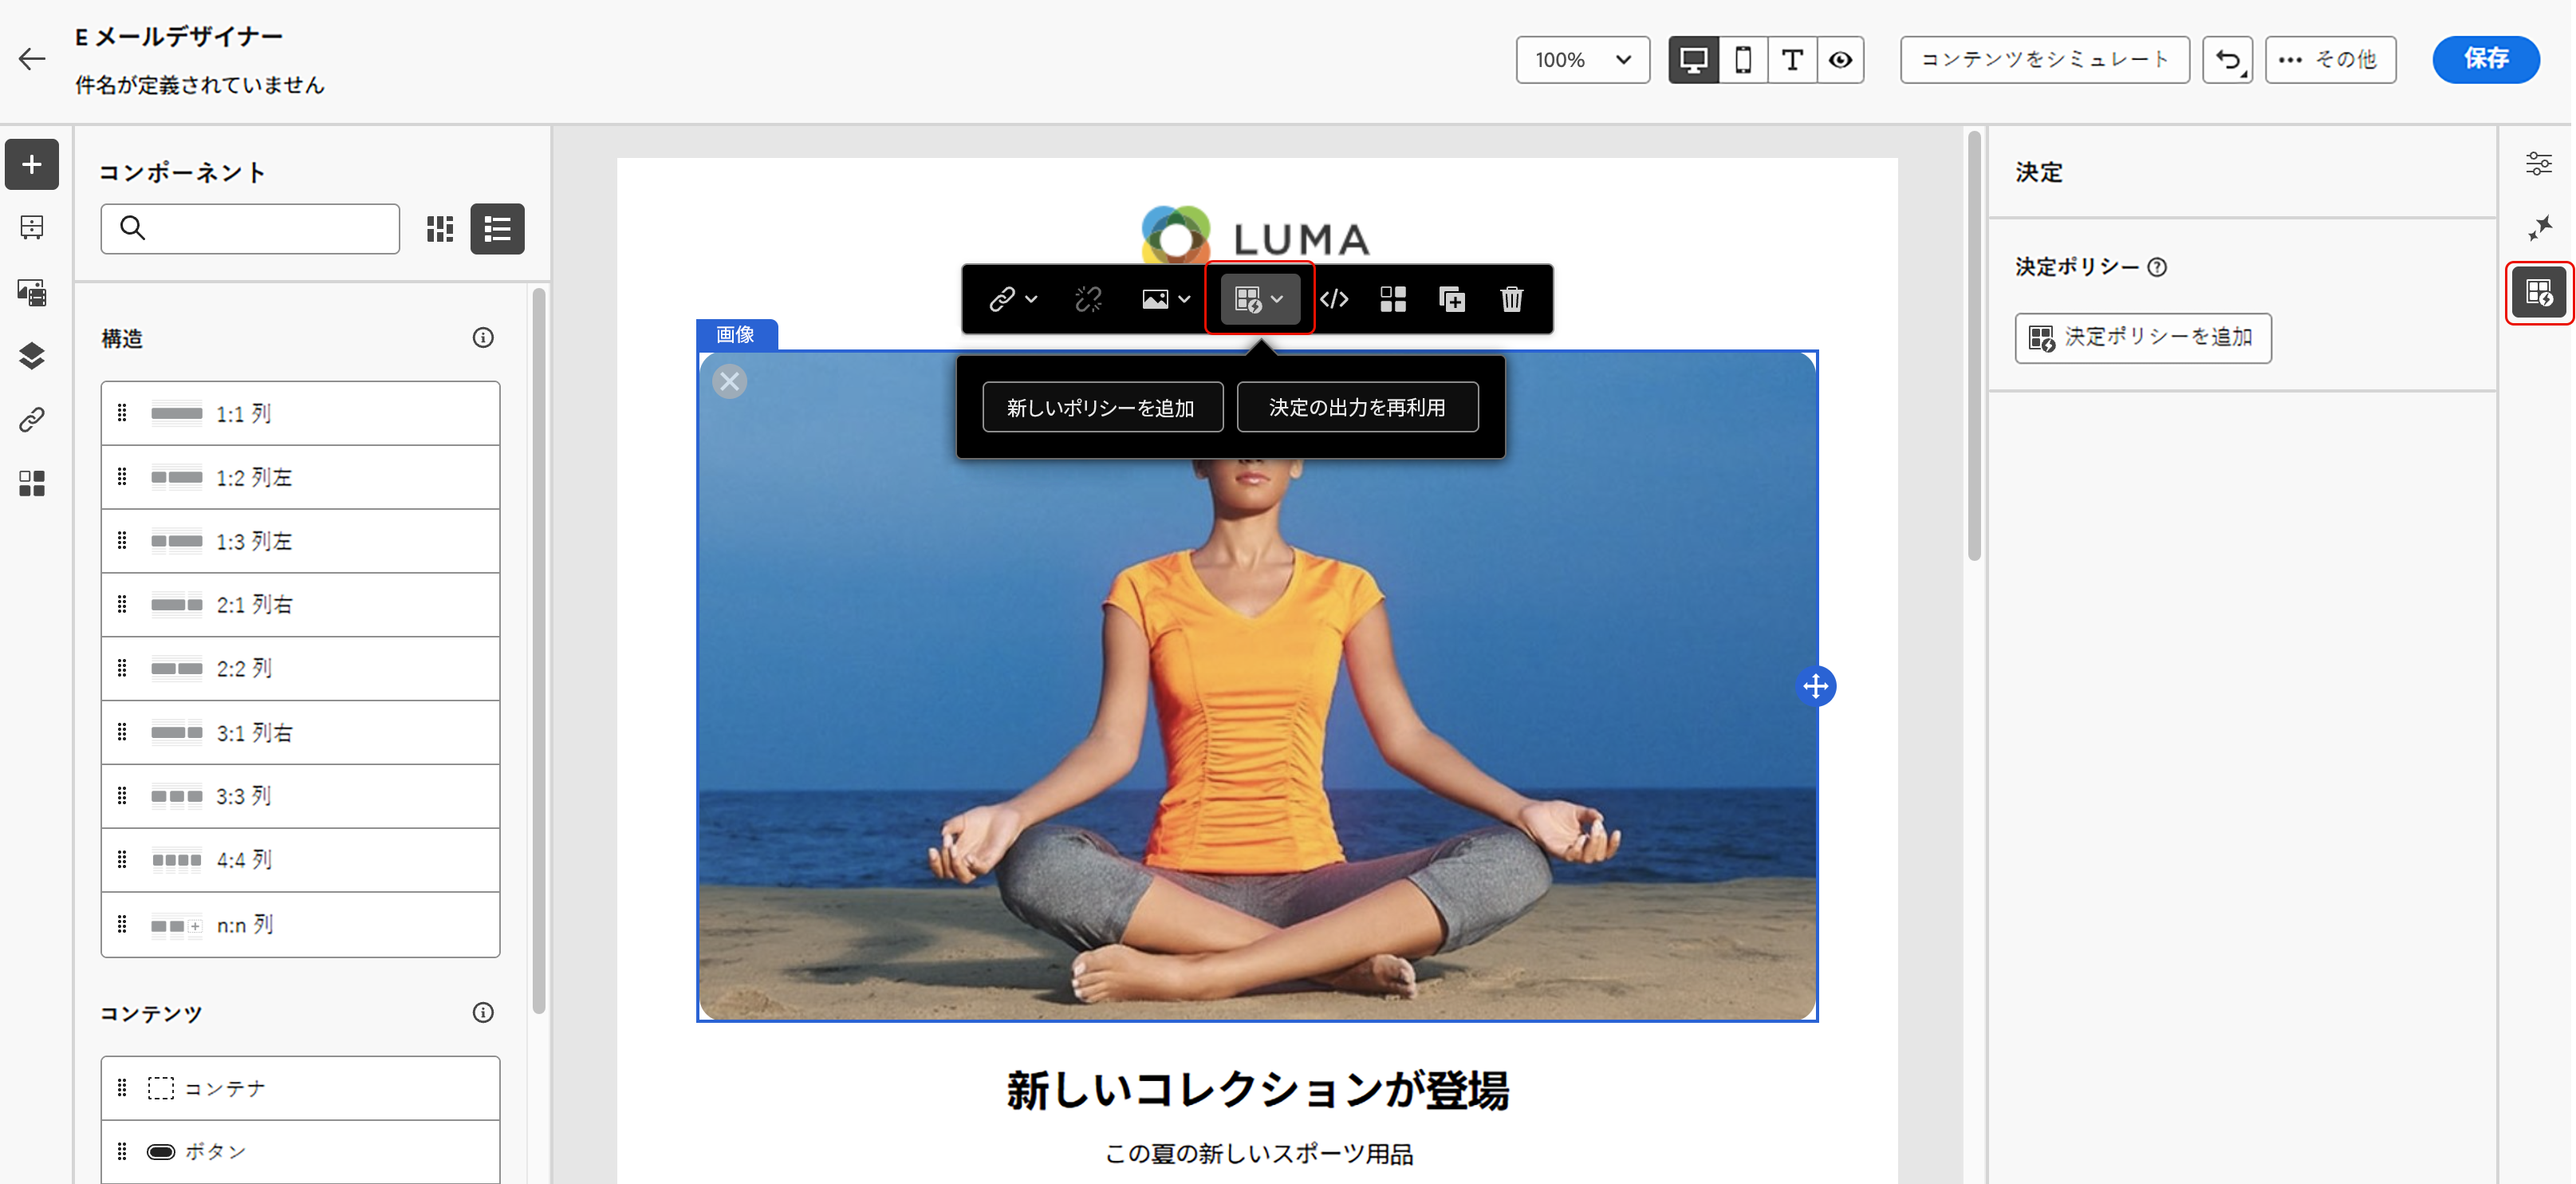 E メールデザイナー
件名が定義されていません
100%
コンテンツをシミュレート
その他
保存
コンポーネント
構造
1:1 列
1:2 列左
1:3 列左
2:1 列右
2:2 列
3:1 列右
3:3 列
4:4 列
n:n 列
コンテンツ
コンテナ
ボタン
LUMA
画像
新しいポリシーを追加
決定の出力を再利用
新しいコレクションが登場
この夏の新しいスポーツ用品
決定
決定ポリシー
決定ポリシーを追加